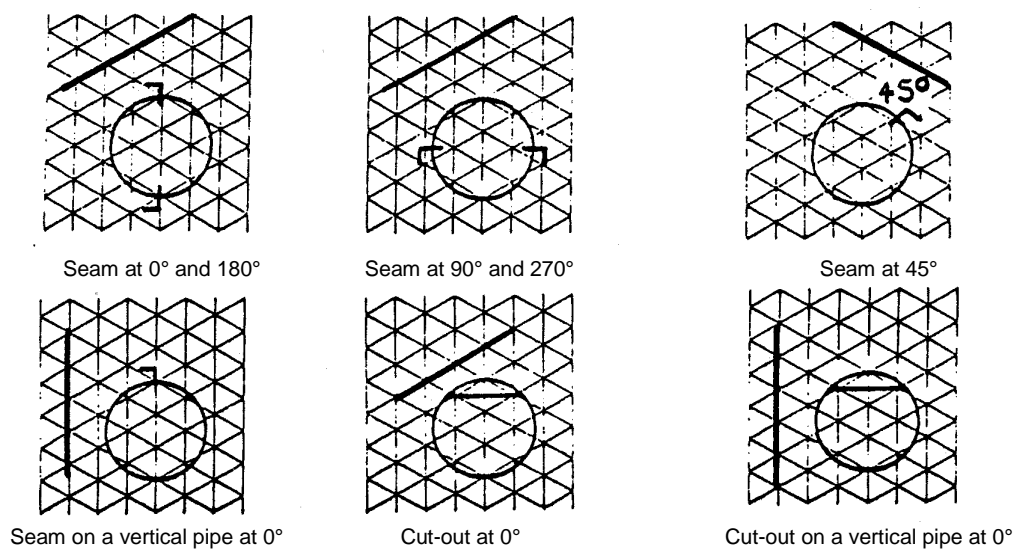 45°
Seam at 0° and 180°
Seam at 90° and 270°
Seam at 45°
Seam on a vertical pipe at 0°
Cut-out at 0°
Cut-out on a vertical pipe at 0°